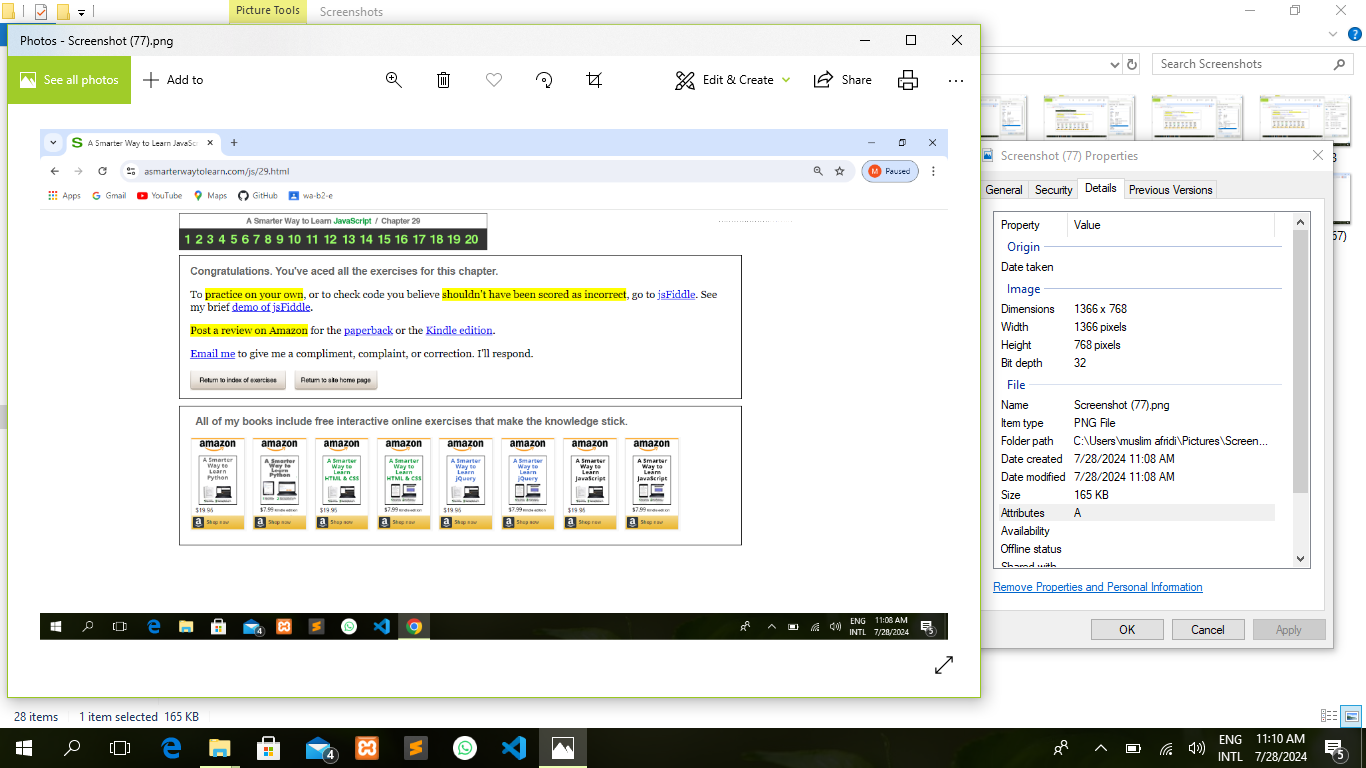 Picture Tools
Screenshots
Photos - Screenshot (77).png
See all photos
Add to
Edit & Create
Share
Search Screenshots
A Smarter Way to Learn JavaSc
asmarterwaytolearn.com/js/29.html
M Paused
Apps Gmail YouTube Maps GitHub wa-b2-e
A Smarter Way to Learn JavaScript / Chapter 29
1 2 3 4 5 6 7 8 9 10 11 12 13 14 15 16 17 18 19 20
Congratulations. You've aced all the exercises for this chapter.
To practice on your own, or to check code you believe shouldn't have been scored as incorrect, go to jsFiddle. See
my brief demo of jsFiddle.
Post a review on Amazon for the paperback or the Kindle edition.
Email me to give me a compliment, complaint, or correction. I'll respond.
Return to index of exercises
Return to site home page
All of my books include free interactive online exercises that make the knowledge stick.
amazon amazon amazon amazon amazon amazon amazon amazon
A Smarter Way to Learn Python
A Smarter Way to Learn Python
A Smarter Way to Learn HTML & CSS
A Smarter Way to Learn HTML & CSS
A Smarter Way to Learn jQuery
A Smarter Way to Learn jQuery
A Smarter Way to Learn JavaScript
A Smarter Way to Learn JavaScript
$19.95 $7.99 Kindle edition $19.95 $7.99 Kindle edition $19.95 $7.99 Kindle edition $19.95 $7.99 Kindle edition
Shop now Shop now Shop now Shop now Shop now Shop now Shop now Shop now
4
ENG
INTL
11:08 AM
7/28/2024
5
Screenshot (77) Properties
General Security Details Previous Versions
Property Value
Origin
Date taken
Image
Dimensions 1366 x 768
Width 1366 pixels
Height 768 pixels
Bit depth 32
File
Name Screenshot (77).png
Item type PNG File
Folder path C:\Users\muslim afridi\Pictures\Screen...
Date created 7/28/2024 11:08 AM
Date modified 7/28/2024 11:08 AM
Size 165 KB
Attributes A
Availability
Offline status
Shared with
Remove Properties and Personal Information
OK Cancel Apply
28 items 1 item selected 165 KB
4
ENG
INTL
11:10 AM
7/28/2024
5